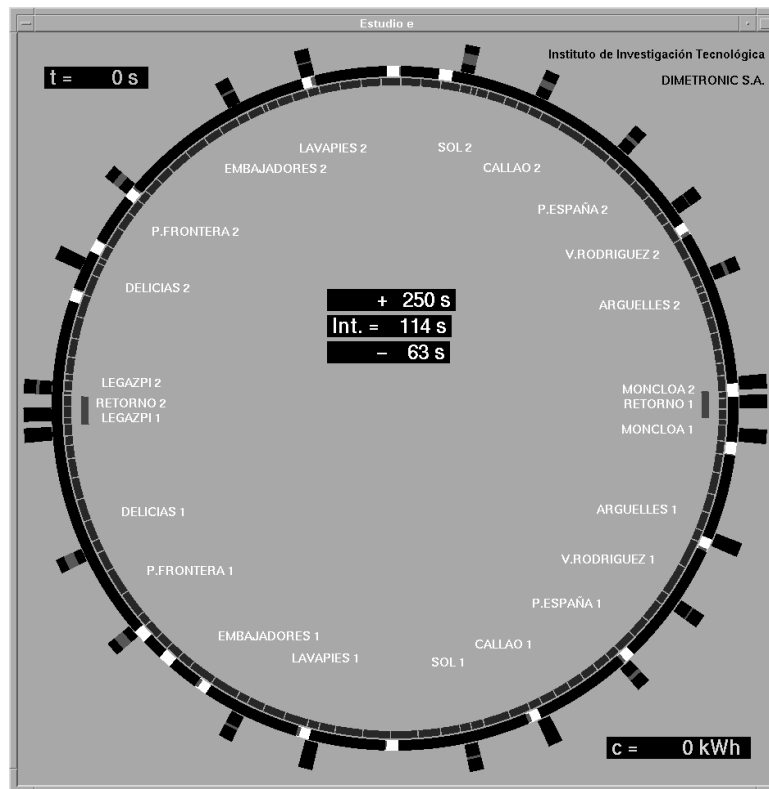 Estudio e
Instituto de Investigación Tecnológica
t = 0 s
DIMETRONIC S.A.
LAVAPIES 2
SOL 2
EMBAJADORES 2
CALLAO 2
P.ESPAÑA 2
P.FRONTERA 2
V.RODRIGUEZ 2
DELICIAS 2
+ 250 s
ARGUELLES 2
Int. = 114 s
– 63 s
LEGAZPI 2
MONCLOA 2
RETORNO 2
RETORNO 1
LEGAZPI 1
MONCLOA 1
DELICIAS 1
ARGUELLES 1
V.RODRIGUEZ 1
P.FRONTERA 1
P.ESPAÑA 1
EMBAJADORES 1
CALLAO 1
LAVAPIES 1
SOL 1
c = 0 kWh